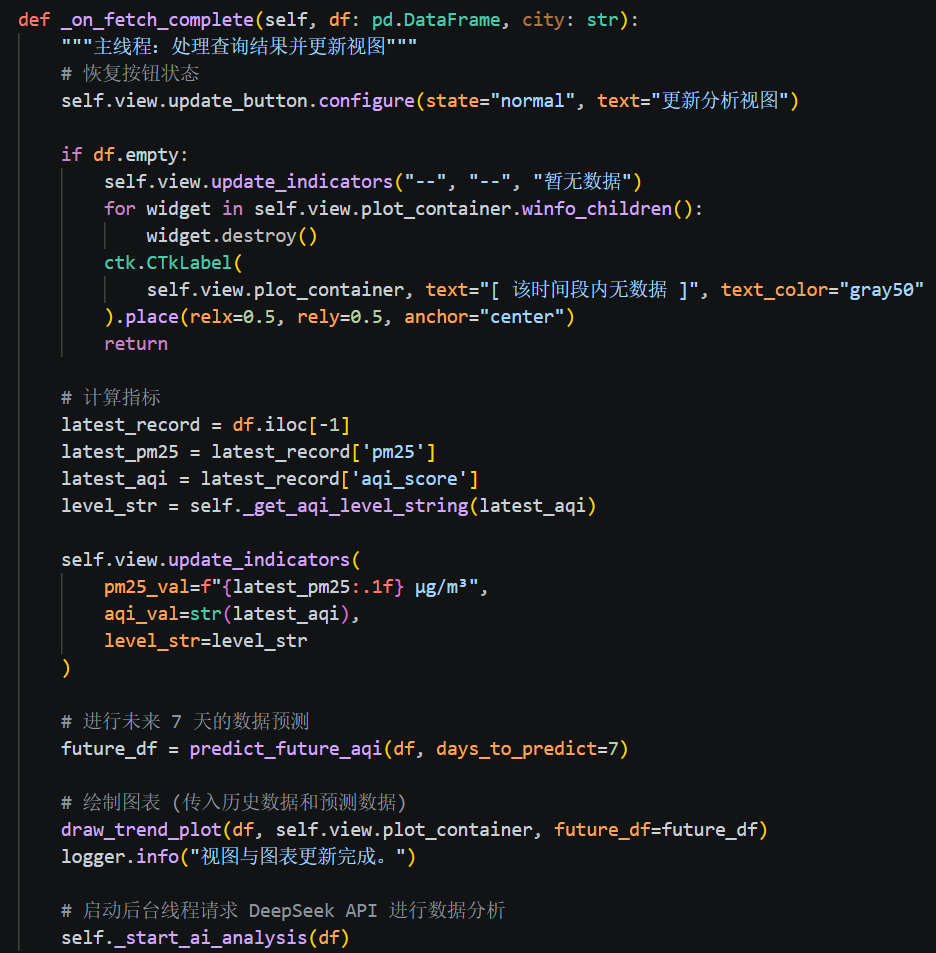 def _on_fetch_complete(self, df: pd.DataFrame, city: str):
    """主线程：处理查询结果并更新视图"""
    # 恢复按钮状态
    self.view.update_button.configure(state="normal", text="更新分析视图")

    if df.empty:
        self.view.update_indicators("--", "--", "暂无数据")
        for widget in self.view.plot_container.winfo_children():
            widget.destroy()
        ctk.CTkLabel(
            self.view.plot_container, text="[ 该时间段内无数据 ]", text_color="gray50"
        ).place(relx=0.5, rely=0.5, anchor="center")
        return

    # 计算指标
    latest_record = df.iloc[-1]
    latest_pm25 = latest_record['pm25']
    latest_aqi = latest_record['aqi_score']
    level_str = self._get_aqi_level_string(latest_aqi)

    self.view.update_indicators(
        pm25_val=f"{latest_pm25:.1f} μg/m³",
        aqi_val=str(latest_aqi),
        level_str=level_str
    )

    # 进行未来 7 天的数据预测
    future_df = predict_future_aqi(df, days_to_predict=7)

    # 绘制图表 (传入历史数据和预测数据)
    draw_trend_plot(df, self.view.plot_container, future_df=future_df)
    logger.info("视图与图表更新完成。")

    # 启动后台线程请求 DeepSeek API 进行数据分析
    self._start_ai_analysis(df)